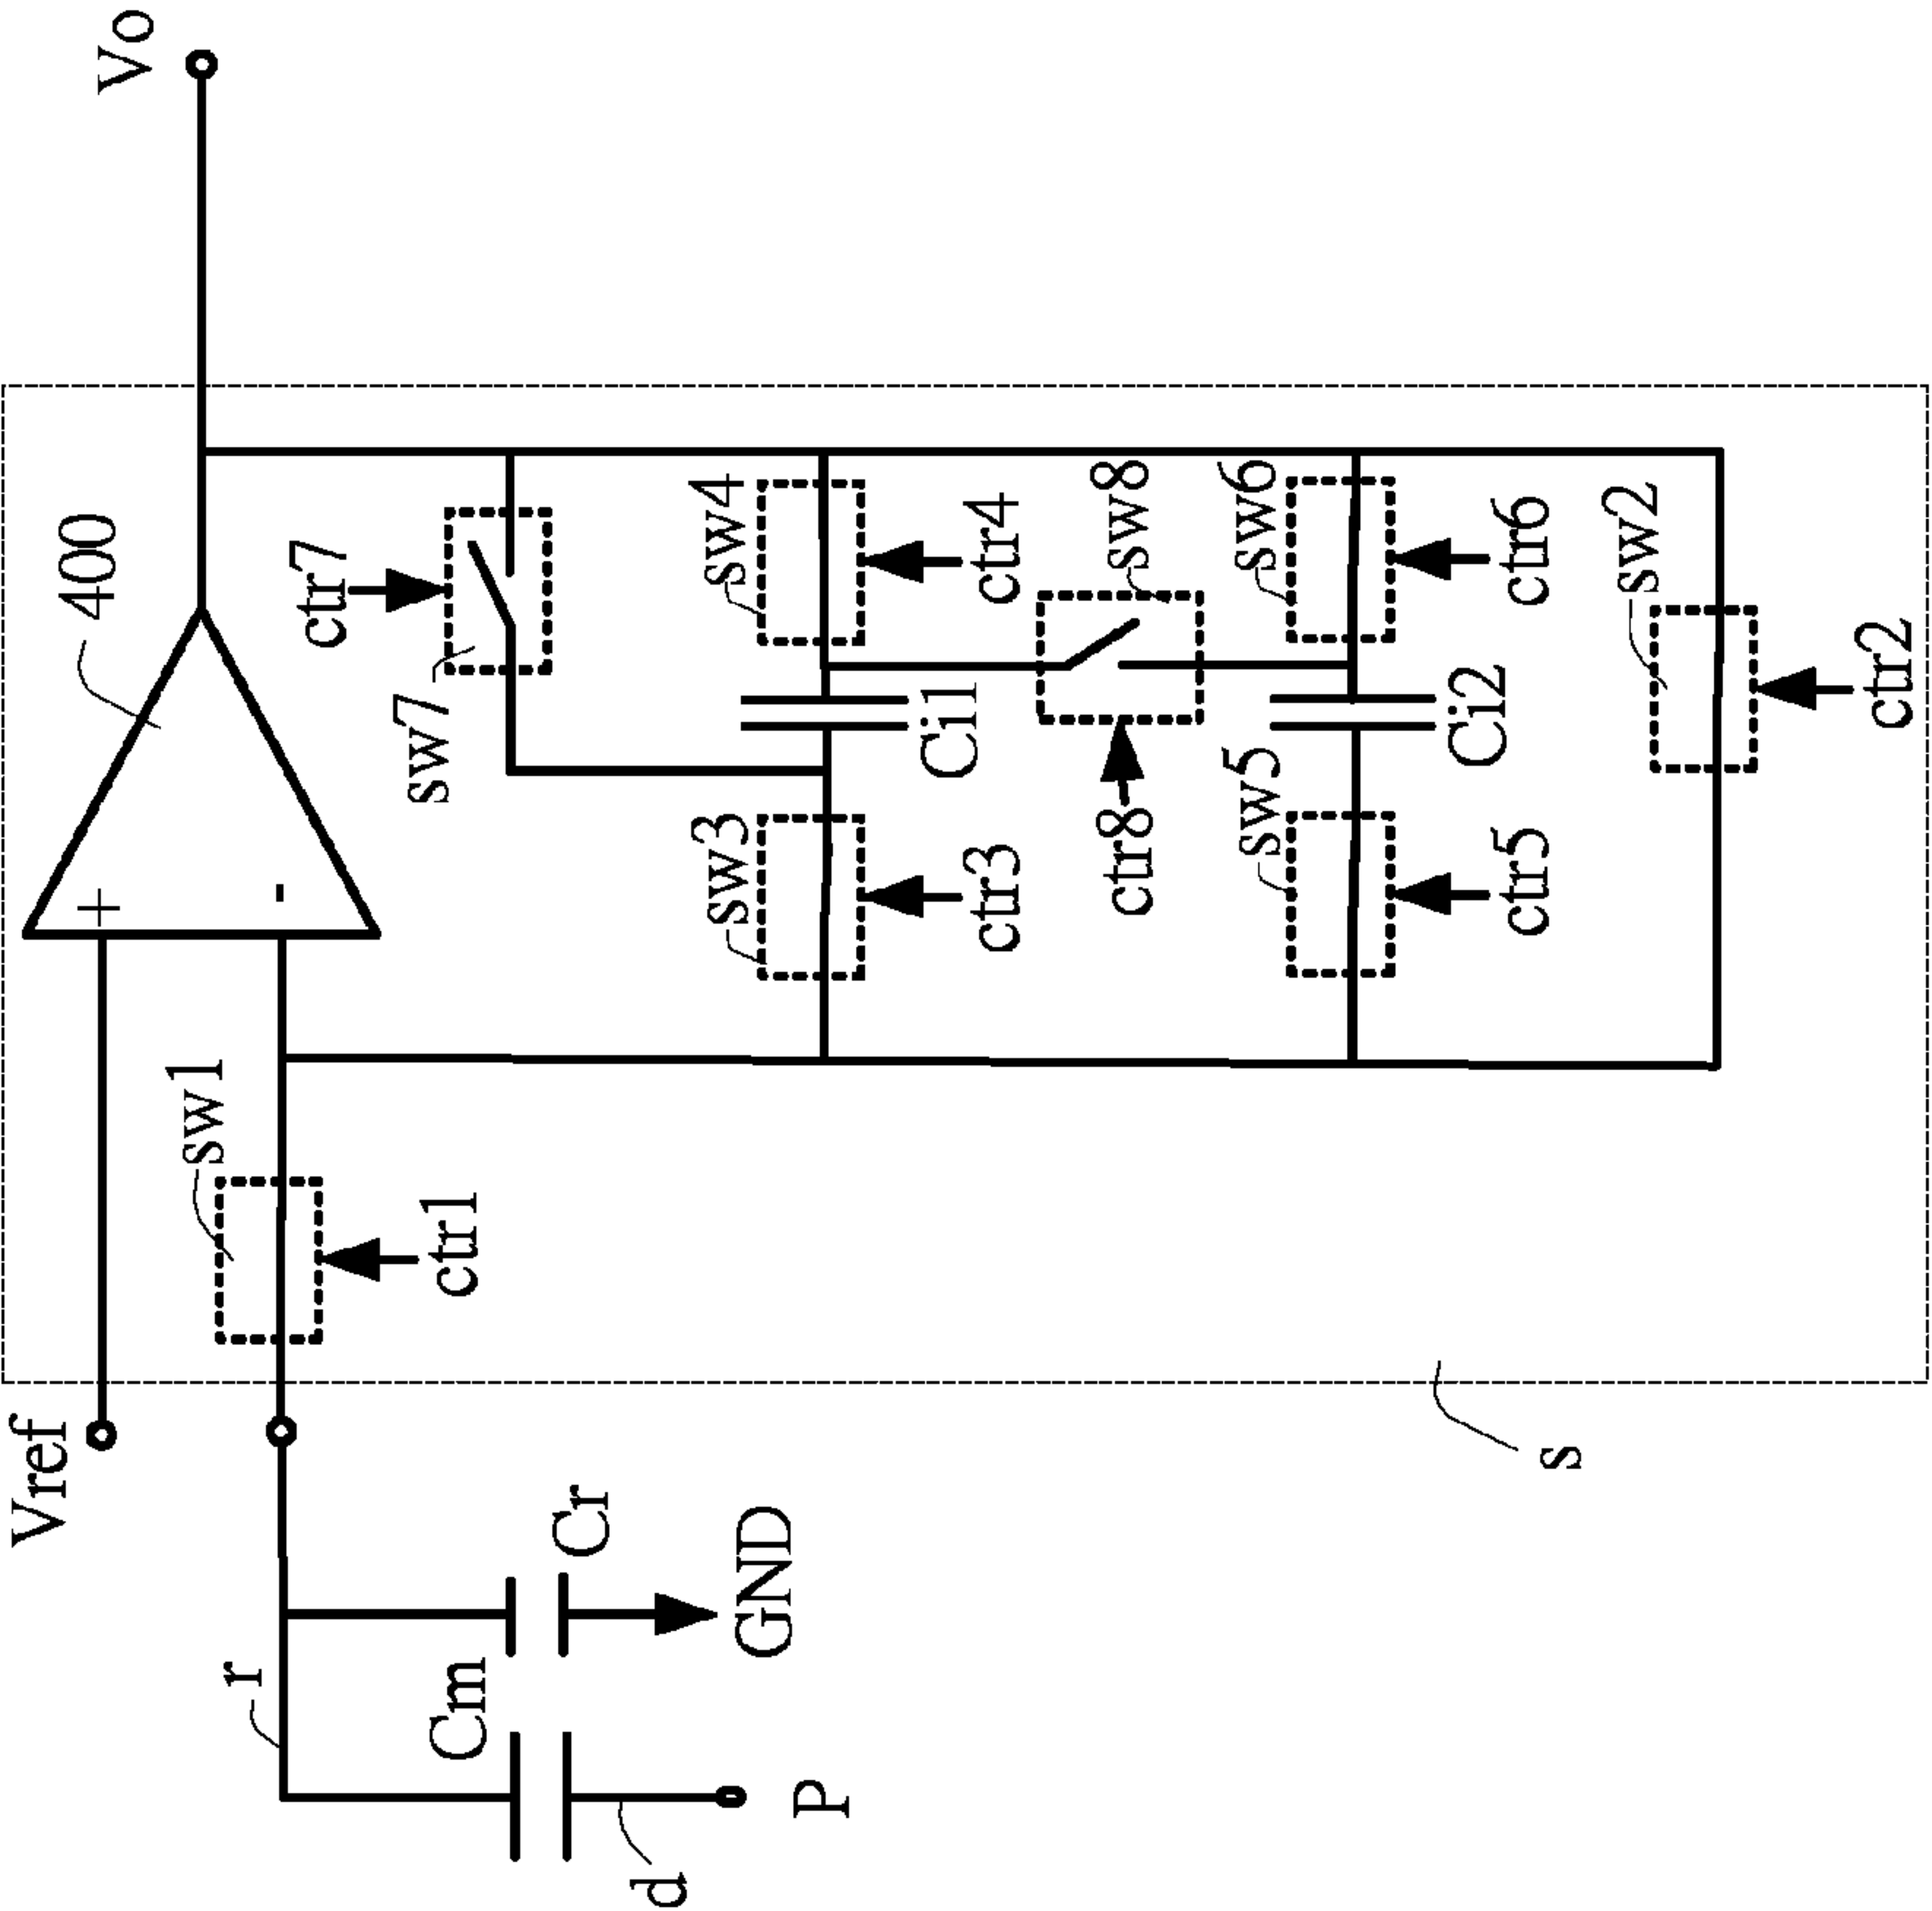 Vo
400
ctr7
sw7
sw4
ctr4
sw8
sw6
ctr6
sw2
ctr2
Ci1
Ci2
sw3
ctr3
ctr8
sw5
ctr5
+
-
sw1
ctr1
Vref
s
r
Cr
GND
Cm
P
d